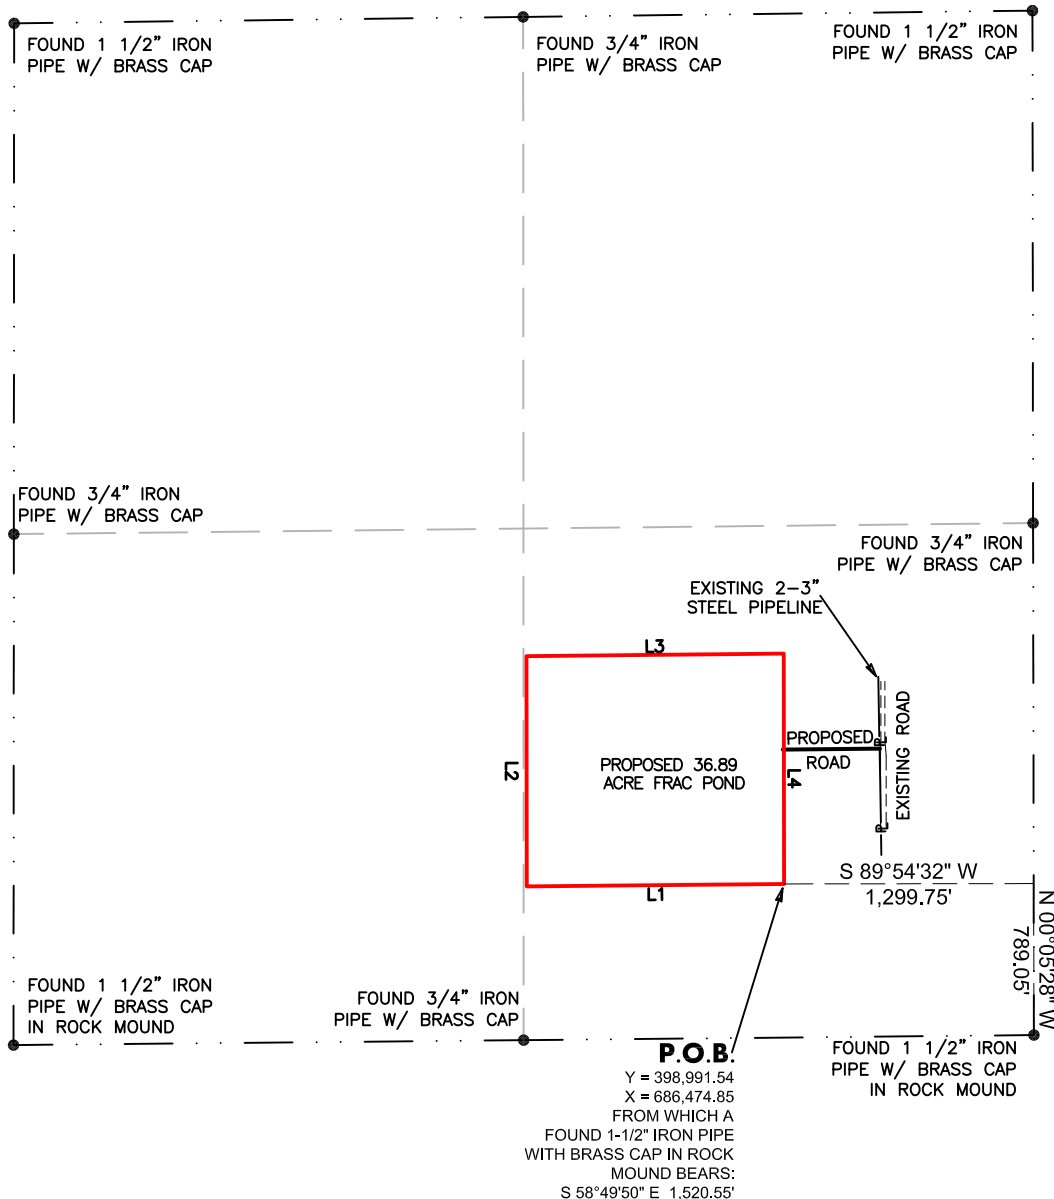 FOUND 1 1/2" IRON
PIPE W/ BRASS CAP
FOUND 3/4" IRON
PIPE W/ BRASS CAP
FOUND 1 1/2" IRON
PIPE W/ BRASS CAP
FOUND 3/4" IRON
PIPE W/ BRASS CAP
FOUND 3/4" IRON
PIPE W/ BRASS CAP
EXISTING 2-3"
STEEL PIPELINE
L3
L2
PROPOSED 36.89
ACRE FRAC POND
L4
PROPOSED
ROAD
PL
EXISTING ROAD
PL
L1
S 89°54'32" W
1,299.75'
N 00°05'28" W
789.05'
FOUND 1 1/2" IRON
PIPE W/ BRASS CAP
IN ROCK MOUND
FOUND 3/4" IRON
PIPE W/ BRASS CAP
FOUND 1 1/2" IRON
PIPE W/ BRASS CAP
IN ROCK MOUND
P.O.B.
Y = 398,991.54
X = 686,474.85
FROM WHICH A
FOUND 1-1/2" IRON PIPE
WITH BRASS CAP IN ROCK
MOUND BEARS:
S 58°49'50" E 1,520.55'